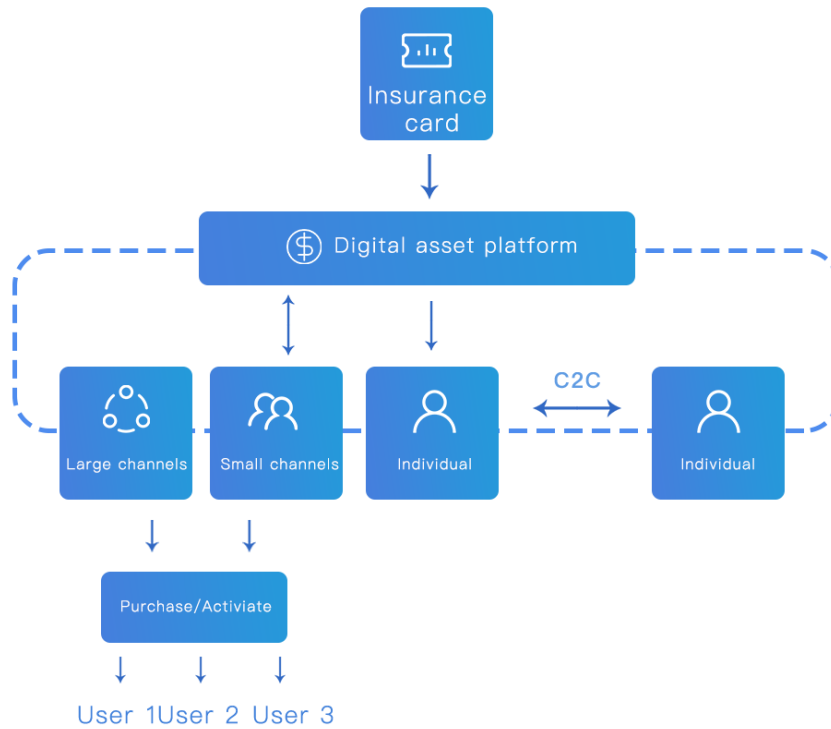 Insurance
card
Digital asset platform
C2C
Large channels
Small channels
Individual
Individual
Purchase/Activiate
User 1User 2 User 3